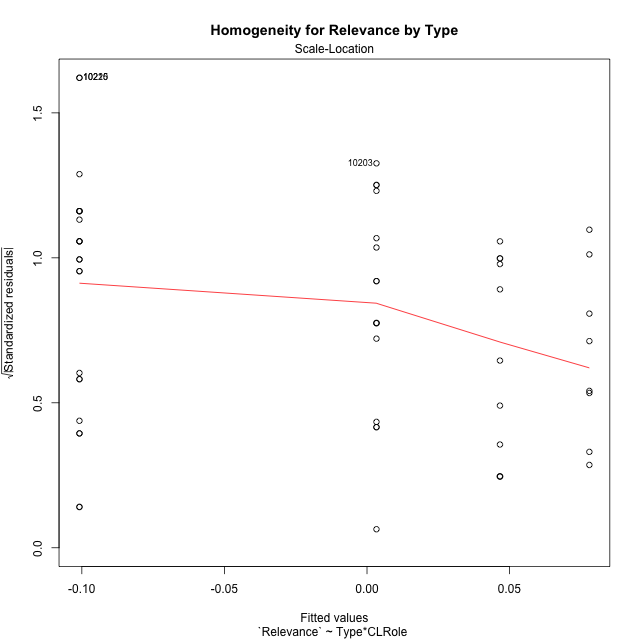 Homogeneity for Relevance by Type
Scale-Location
10203
1.5
1.0
0.5
0.0
√|Standardized residuals|
-0.10
-0.05
0.00
0.05
Fitted values
`Relevance` ~ Type*CLRole